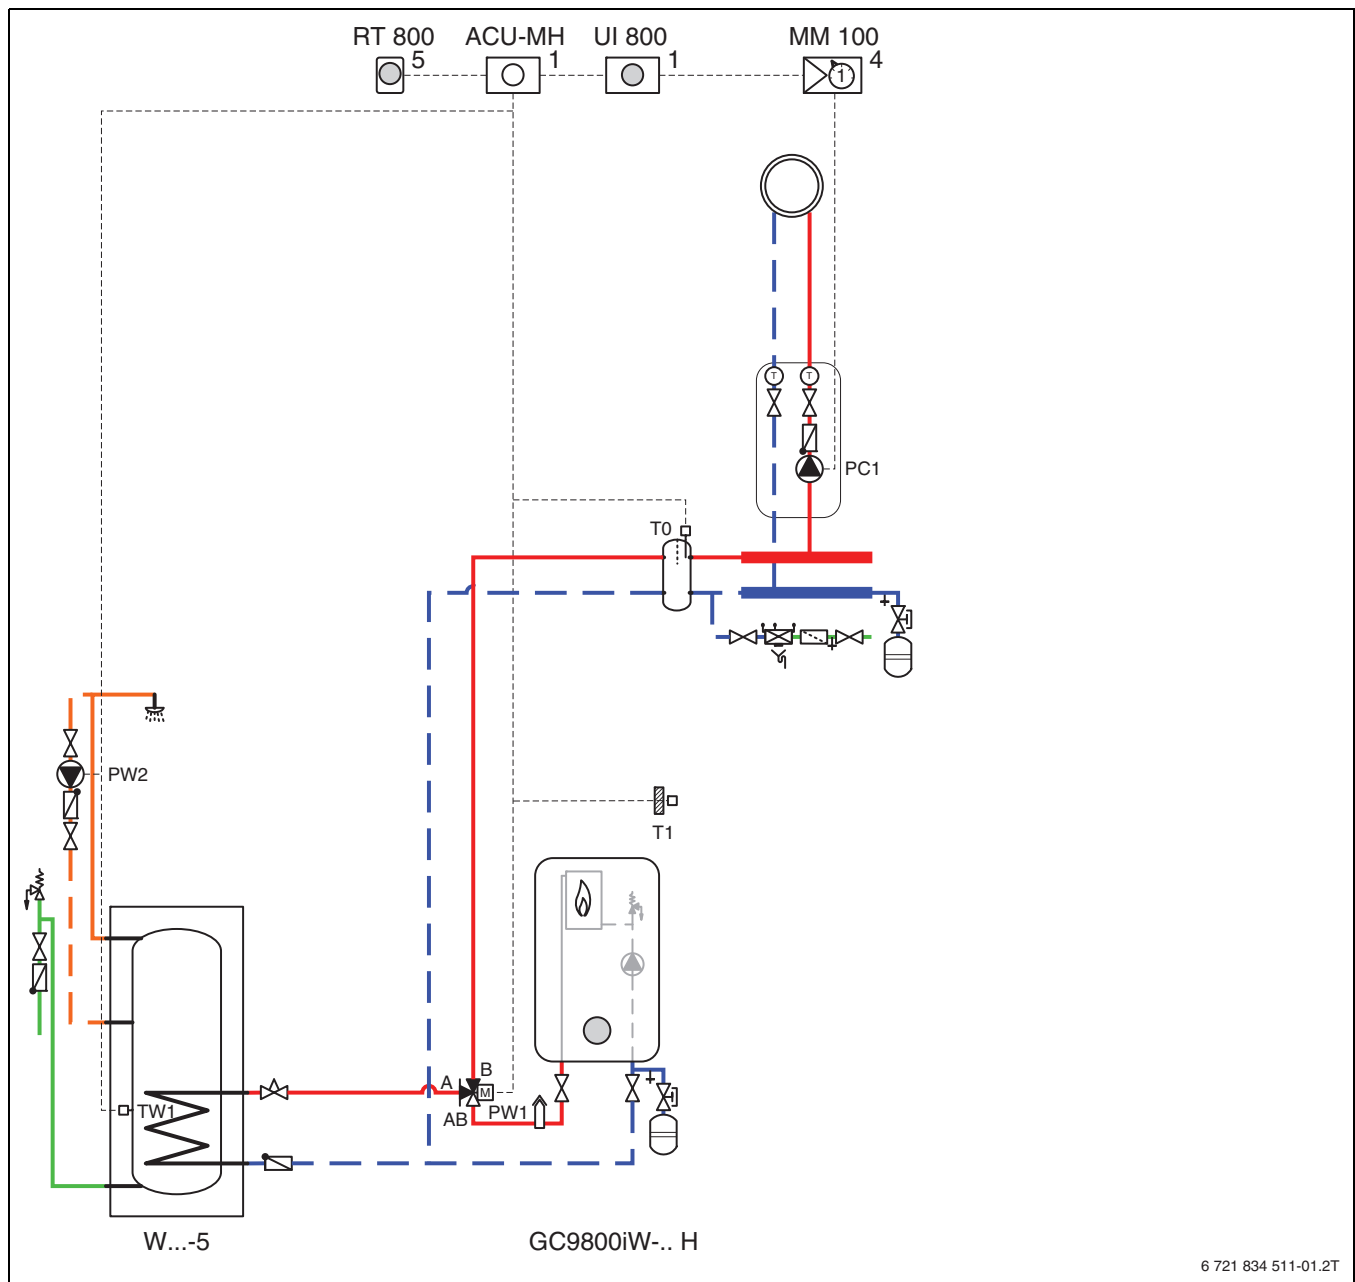 RT 800 ACU-MH UI 800 MM 100
5 1 1 4
1
T T
PC1
T0
PW2
T1
B
A M
AB PW1
TW1
W...-5 GC9800iW-.. H
6 721 834 511-01.2T